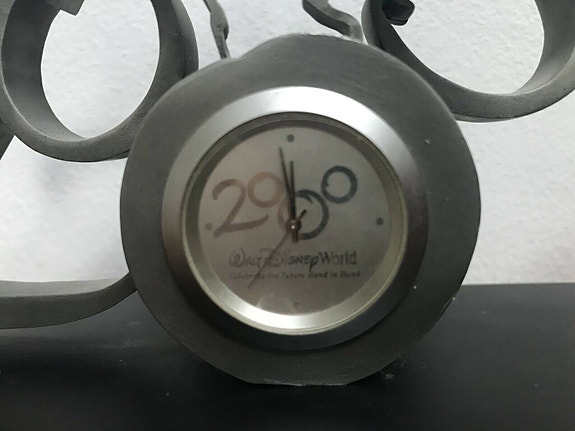 2000
Walt Disney World
Celebrate the Future Hand in Hand